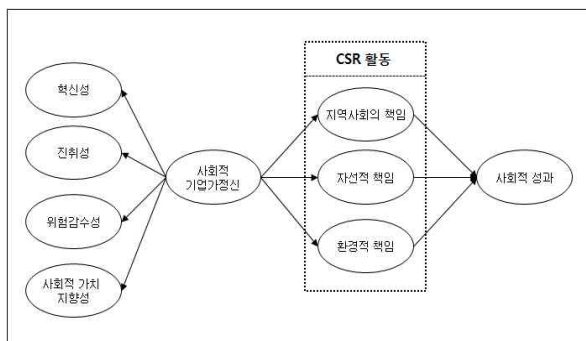 CSR 활동
혁신성
진취성
위험감수성
사회적 가치
지향성
사회적
기업가정신
지역사회의 책임
자선적 책임
환경적 책임
사회적 성과